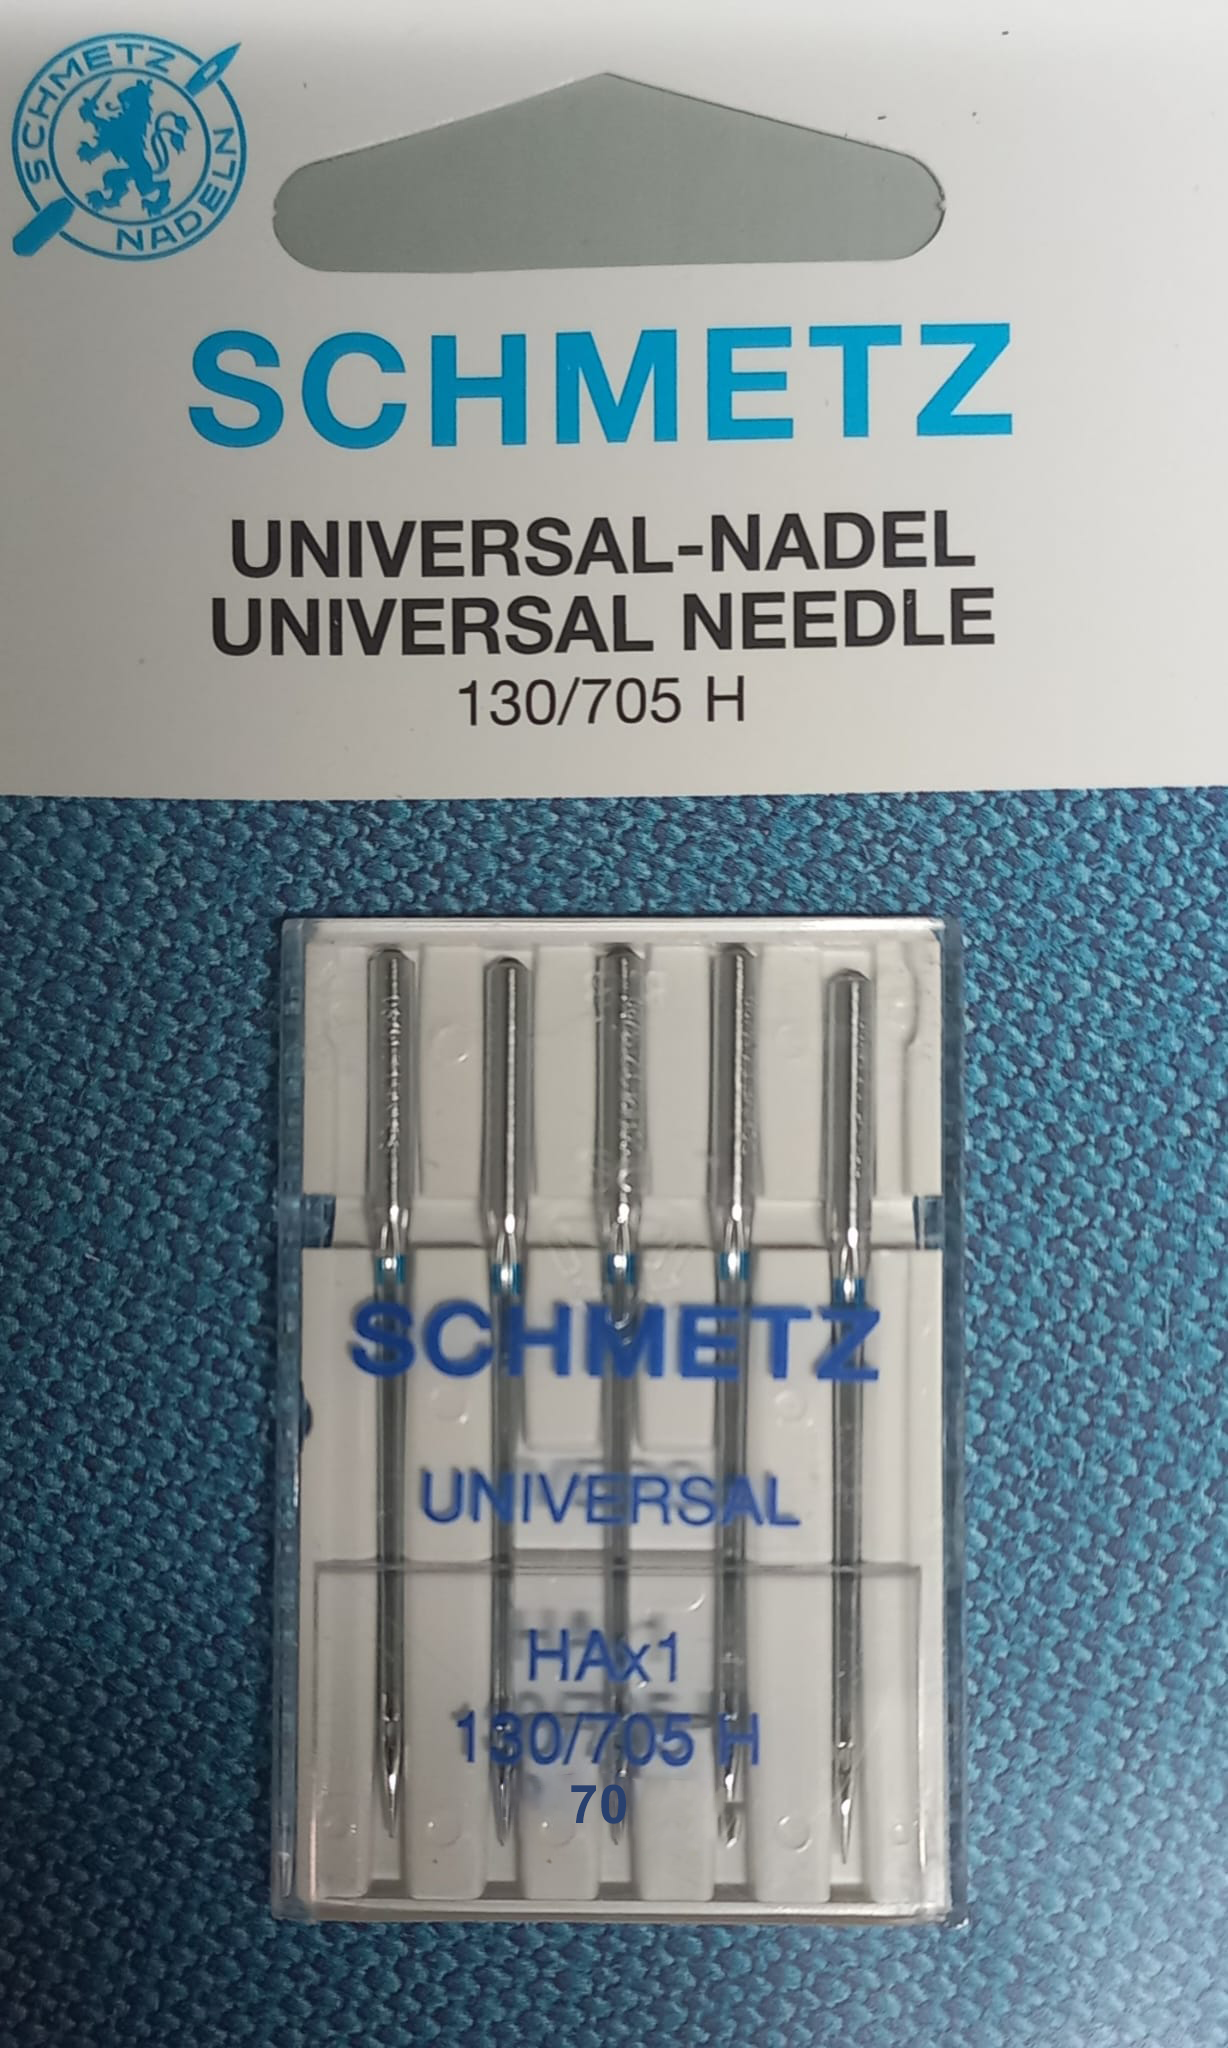 SCHMETZ
NADELN
SCHMETZ
UNIVERSAL-NADEL
UNIVERSAL NEEDLE
130/705 H
SCHMETZ
UNIVERSAL
HAx1
130/705 H
70